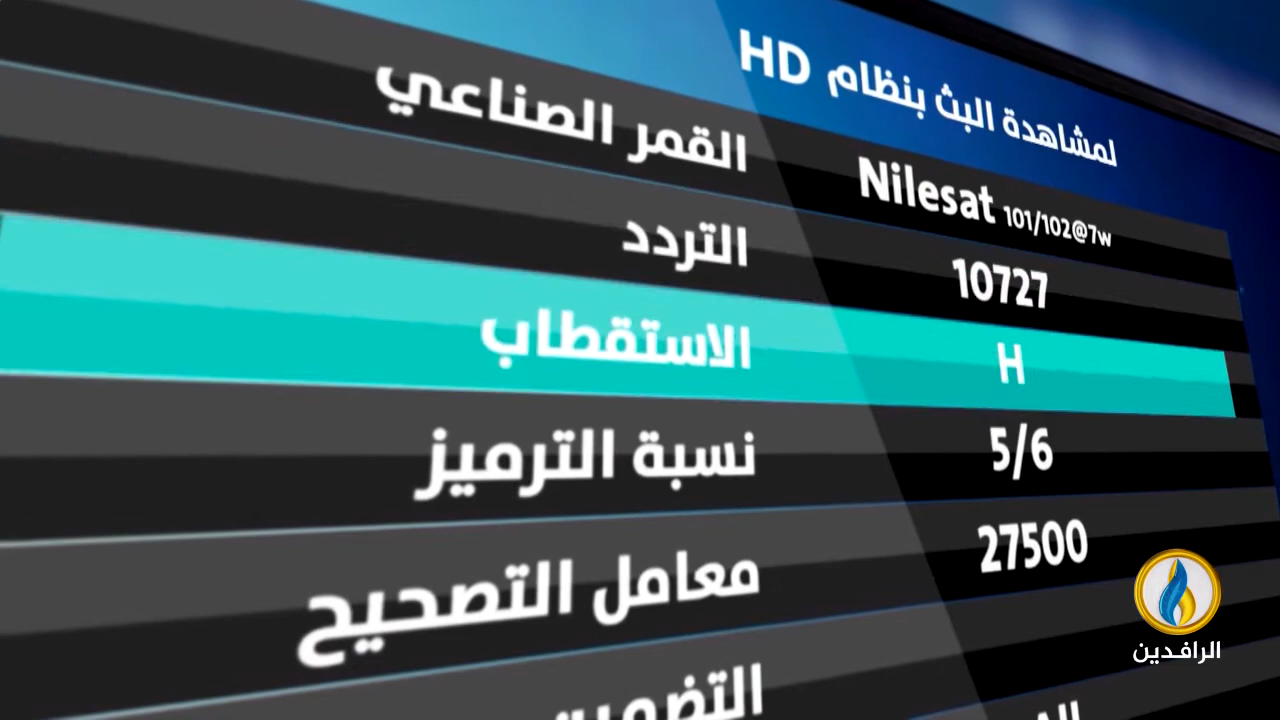 لمشاهدة البث بنظام HD
القمر الصناعي Nilesat 101/102@7w
التردد 10727
الاستقطاب H
نسبة الترميز 5/6
معامل التصحيح 27500
الرافدين